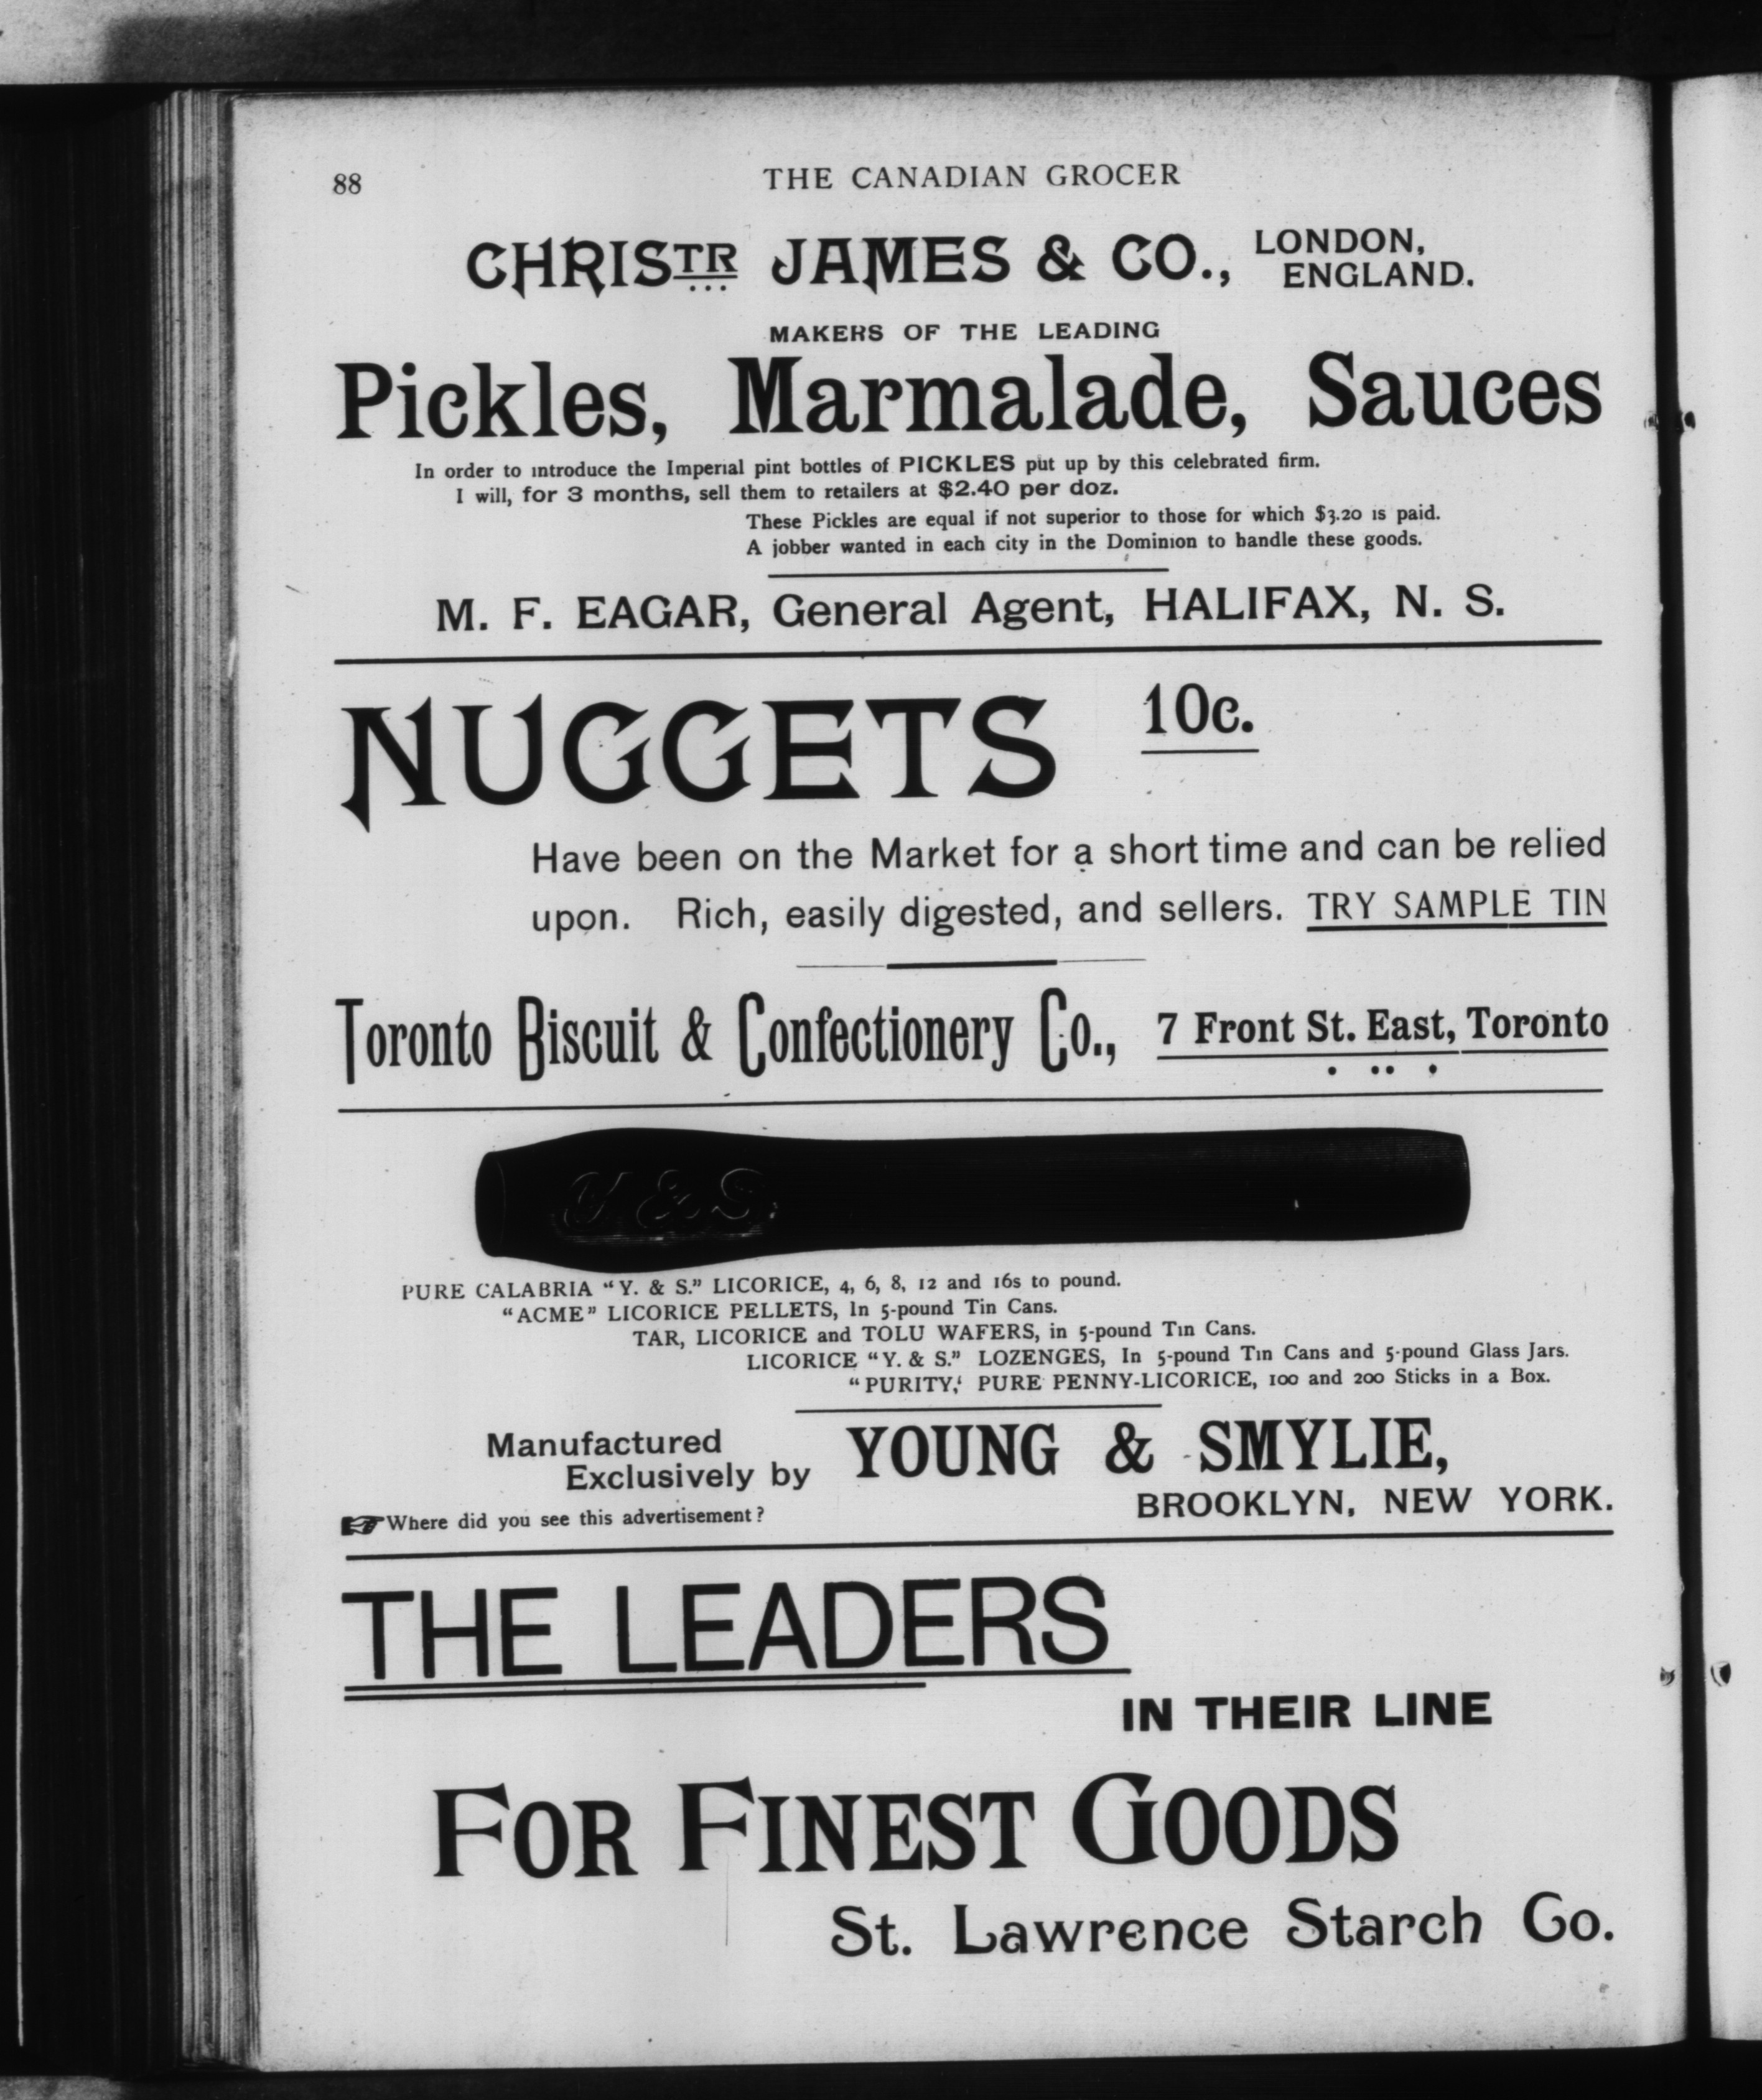 88
THE CANADIAN GROCER
CHRISTR JAMES & CO., LONDON,
ENGLAND.
MAKERS OF THE LEADING
Pickles, Marmalade, Sauces
In order to introduce the Imperial pint bottles of PICKLES put up by this celebrated firm.
I will, for 3 months, sell them to retailers at $2.40 per doz.
These Pickles are equal if not superior to those for which $3.20 is paid.
A jobber wanted in each city in the Dominion to handle these goods.
M. F. EAGAR, General Agent, HALIFAX, N. S.
NUGGETS 10c.
Have been on the Market for a short time and can be relied
upon. Rich, easily digested, and sellers. TRY SAMPLE TIN
Toronto Biscuit & Confectionery Co., 7 Front St. East, Toronto
Y & S.
PURE CALABRIA "Y. & S." LICORICE, 4, 6, 8, 12 and 16s to pound.
"ACME" LICORICE PELLETS, In 5-pound Tin Cans.
TAR, LICORICE and TOLU WAFERS, in 5-pound Tin Cans.
LICORICE "Y. & S." LOZENGES, In 5-pound Tin Cans and 5-pound Glass Jars.
"PURITY,' PURE PENNY-LICORICE, 100 and 200 Sticks in a Box.
Manufactured
Exclusively by YOUNG & SMYLIE,
BROOKLYN, NEW YORK.
☞Where did you see this advertisement?
THE LEADERS
IN THEIR LINE
FOR FINEST GOODS
St. Lawrence Starch Co.